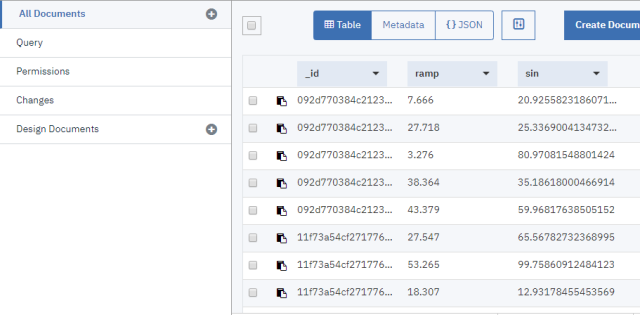 All Documents
Query
Permissions
Changes
Design Documents
Table Metadata {} JSON Create Docum
_id ramp sin
092d770384c2123... 7.666 20.9255823186071...
092d770384c2123... 27.718 25.3369004134732...
092d770384c2123... 3.276 80.97081548801424
092d770384c2123... 38.364 35.18618000466914
092d770384c2123... 43.379 59.96817638505152
11f73a54cf271776... 27.547 65.56782732368995
11f73a54cf271776... 53.265 99.75860912484123
11f73a54cf271776... 18.307 12.93178455453569